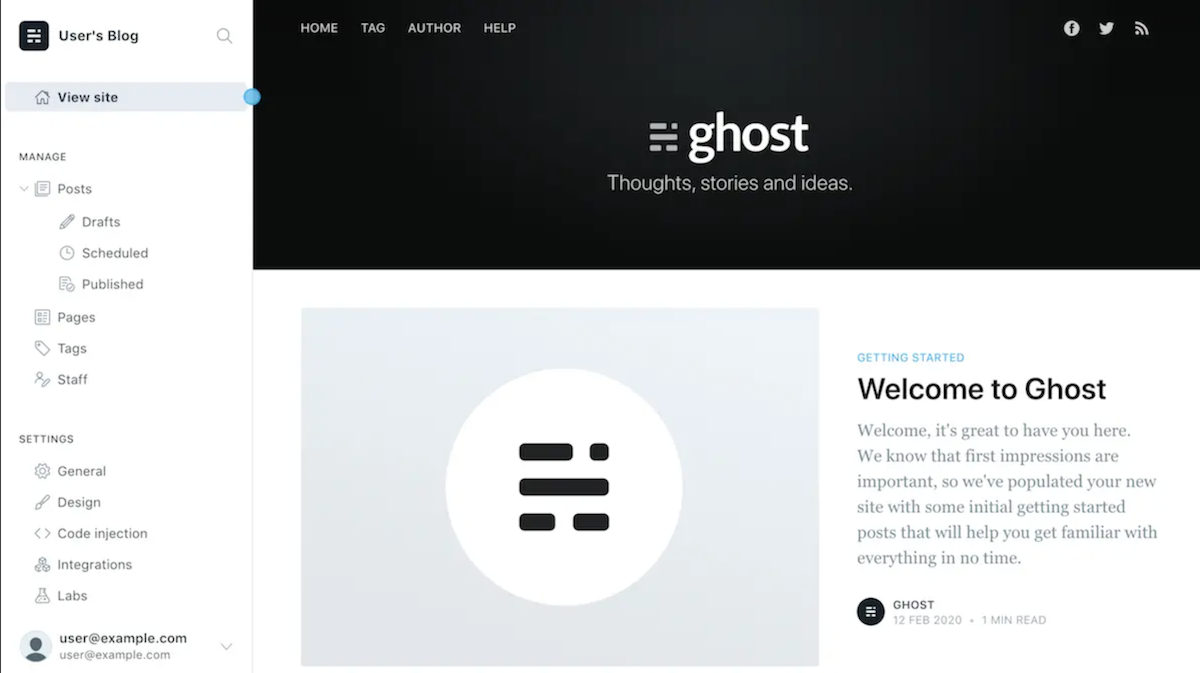 User's Blog
View site
MANAGE
Posts
Drafts
Scheduled
Published
Pages
Tags
Staff
SETTINGS
General
Design
Code injection
Integrations
Labs
user@example.com
user@example.com
HOME TAG AUTHOR HELP
ghost
Thoughts, stories and ideas.
GETTING STARTED
Welcome to Ghost
Welcome, it's great to have you here.
We know that first impressions are
important, so we've populated your new
site with some initial getting started
posts that will help you get familiar with
everything in no time.
GHOST
12 FEB 2020 • 1 MIN READ